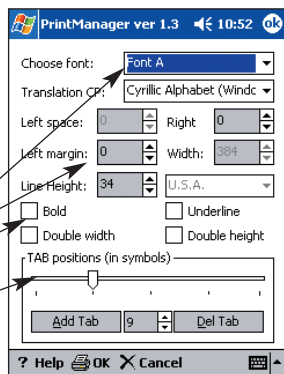 PrintManager ver 1.3 10:52 ok
Choose font: Font A
Translation CP: Cyrillic Alphabet (Windc
Left space: 0 Right 0
Left margin: 0 Width: 384
Line Height: 34 U.S.A.
Bold Underline
Double width Double height
TAB positions (in symbols)
Add Tab 9 Del Tab
? Help OK Cancel